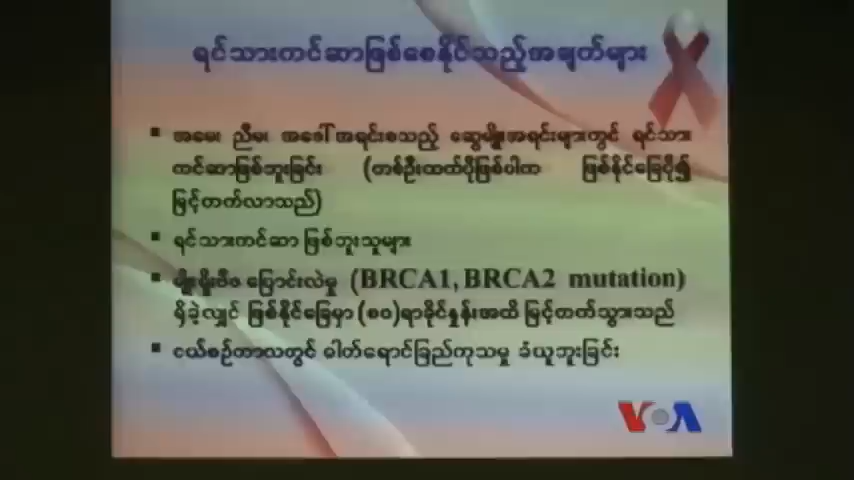 ရင်သားကင်ဆာဖြစ်စေနိုင်သည့်အချတ်များ
အမေ၊ ညီမ၊ အဒေါ်အရင်းစသည့် ဆွေမျိုးအရင်းများတွင် ရင်သား
ကင်ဆာဖြစ်ဘူးခြင်း (တစ်ဦးထတ်ပိုဖြစ်ပါက ဖြစ်နိုင်ခြေပို၍
မြင့်တက်လာသည်)
ရင်သားကင်ဆာ ဖြစ်ဘူးသူများ
မျိုးရိုးဗီဇ ပြောင်းလဲမှု (BRCA1, BRCA2 mutation)
ရှိခဲ့လျှင် ဖြစ်နိုင်ခြေမှာ (၈၀)ရာခိုင်နှုန်းအထိ မြင့်တတ်သွားသည်
ငယ်စဉ်ကာလတွင် ဓါတ်ရောင်ခြည်ကုသမှု ခံယူဘူးခြင်း
VOA